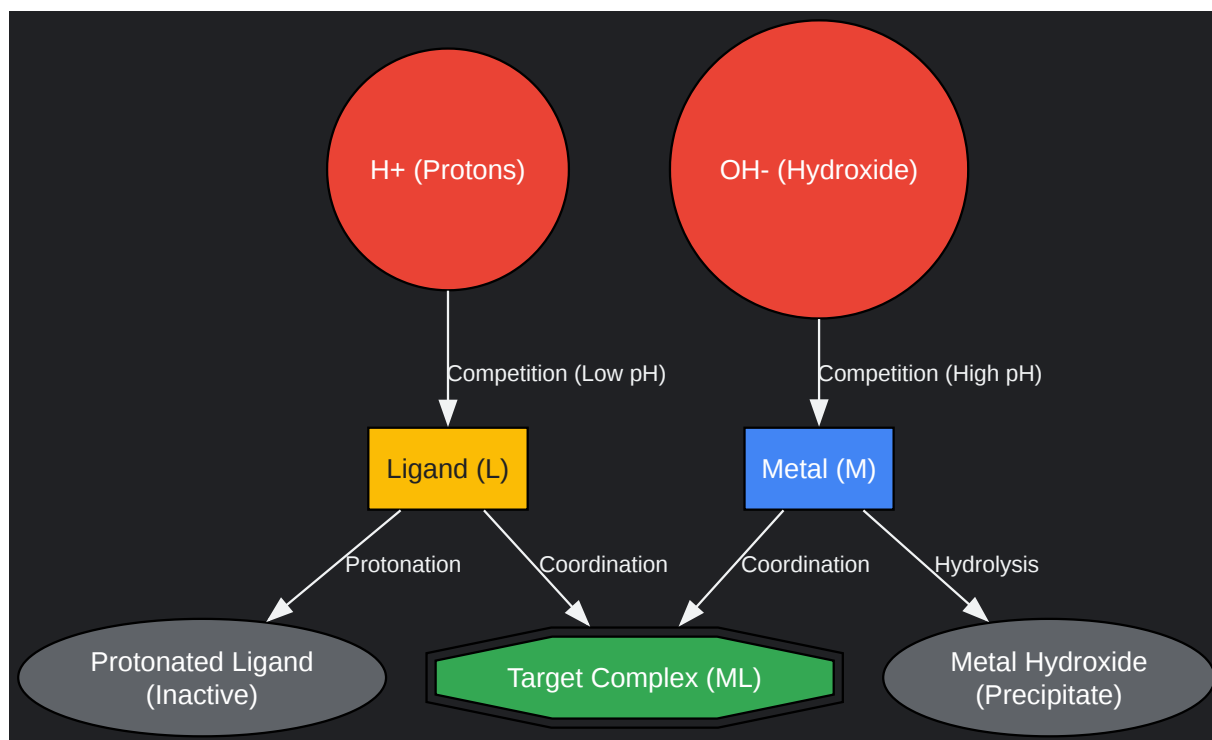 H+ (Protons)
OH- (Hydroxide)
Competition (Low pH)
Competition (High pH)
Ligand (L)
Metal (M)
Protonation
Coordination
Coordination
Hydrolysis
Protonated Ligand
(Inactive)
Target Complex (ML)
Metal Hydroxide
(Precipitate)